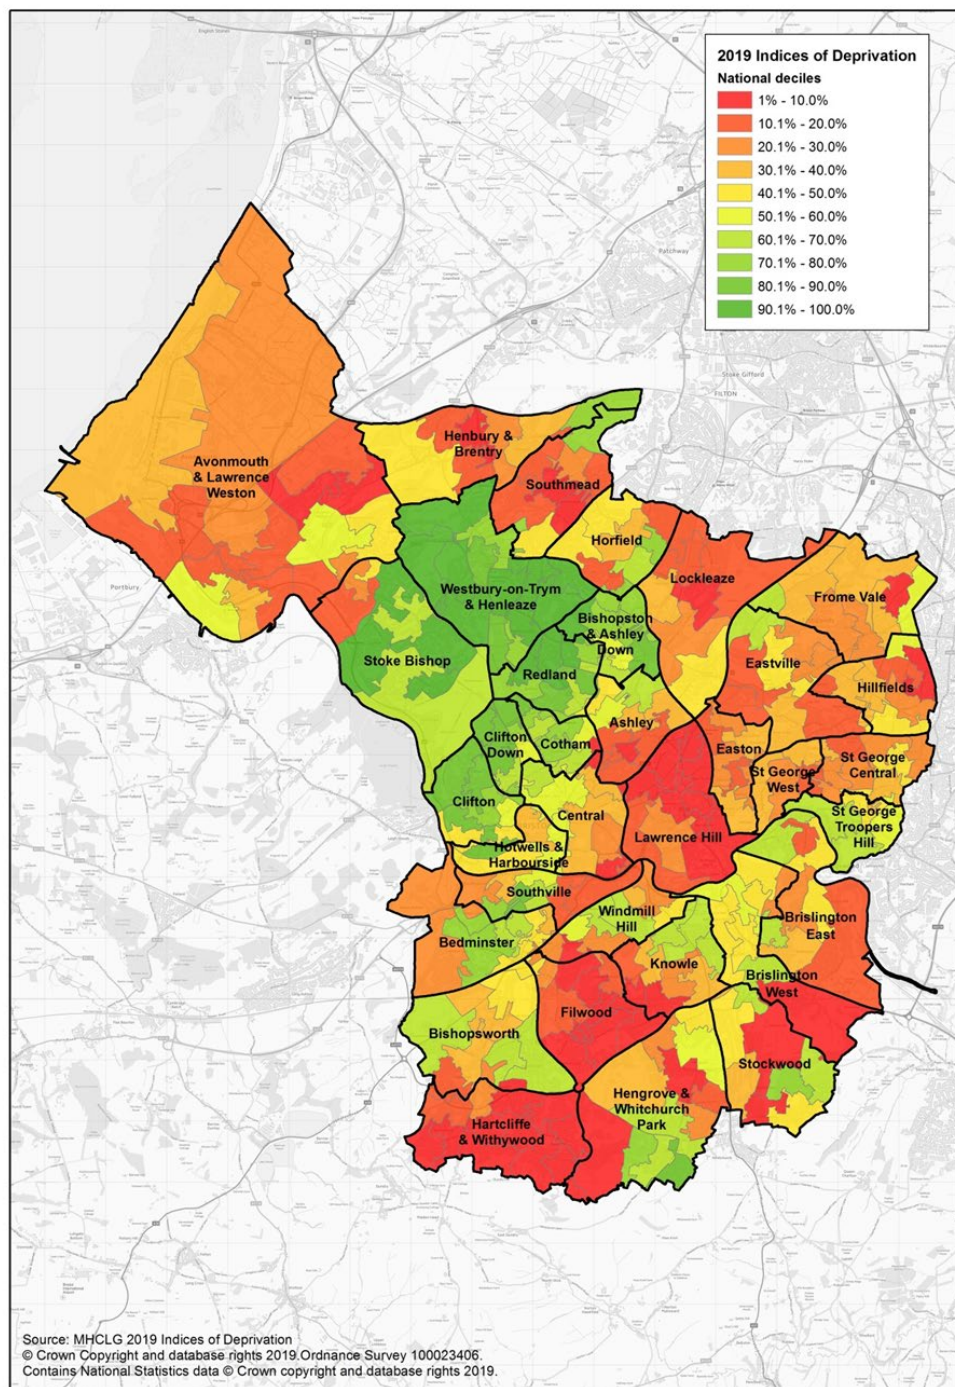 2019 Indices of Deprivation
National deciles
1% - 10.0%
10.1% - 20.0%
20.1% - 30.0%
30.1% - 40.0%
40.1% - 50.0%
50.1% - 60.0%
60.1% - 70.0%
70.1% - 80.0%
80.1% - 90.0%
90.1% - 100.0%
Patchway
Stoke Gifford
FILTON
Portbury
Avonmouth
& Lawrence
Weston
Henbury &
Brentry
Southmead
Horfield
Lockleaze
Frome Vale
Westbury-on-Trym
& Henleaze
Bishopston
& Ashley
Down
Stoke Bishop
Redland
Eastville
Hillfields
Clifton
Down
Cotham
Ashley
Easton
St George
West
St George
Central
Clifton
Central
Lawrence Hill
St George
Troopers
Hill
Hotwells &
Harbourside
Southville
Windmill
Hill
Brislington
East
Bedminster
Knowle
Brislington
West
Bishopsworth
Filwood
Stockwood
Hengrove &
Whitchurch
Park
Hartcliffe
& Withywood
Source: MHCLG 2019 Indices of Deprivation
© Crown Copyright and database rights 2019.Ordnance Survey 100023406.
Contains National Statistics data © Crown copyright and database rights 2019.